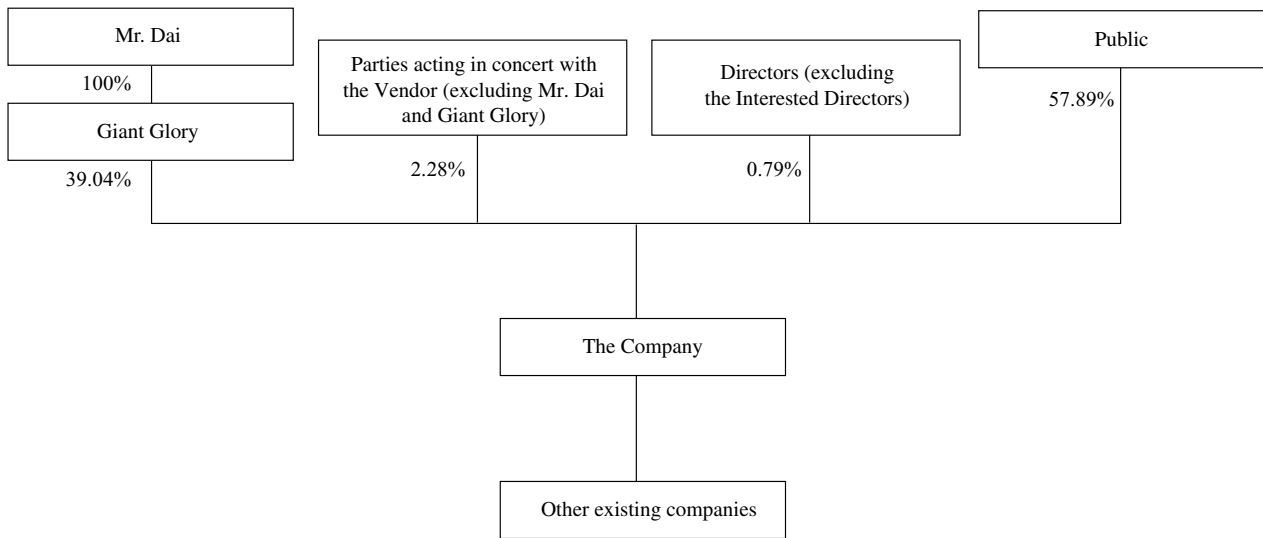 Mr. Dai
100%
Giant Glory
39.04%
Parties acting in concert with
the Vendor (excluding Mr. Dai
and Giant Glory)
2.28%
Directors (excluding
the Interested Directors)
0.79%
Public
57.89%
The Company
Other existing companies